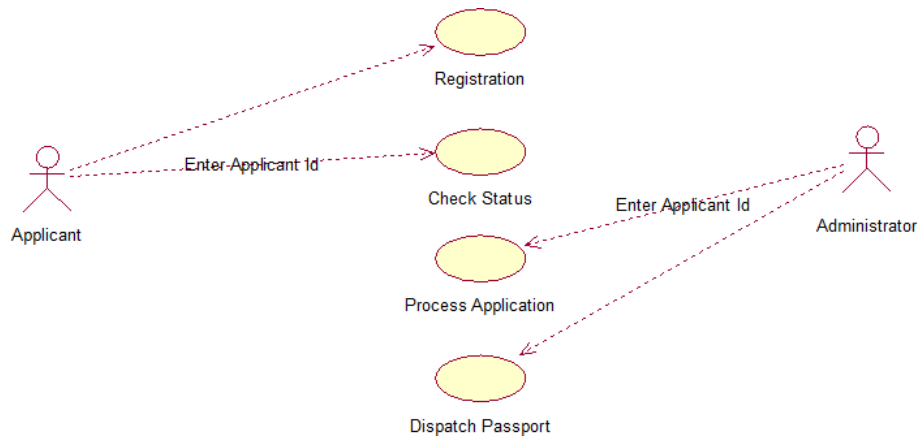 Registration
Enter Applicant Id
Check Status
Applicant
Enter Applicant Id
Administrator
Process Application
Dispatch Passport